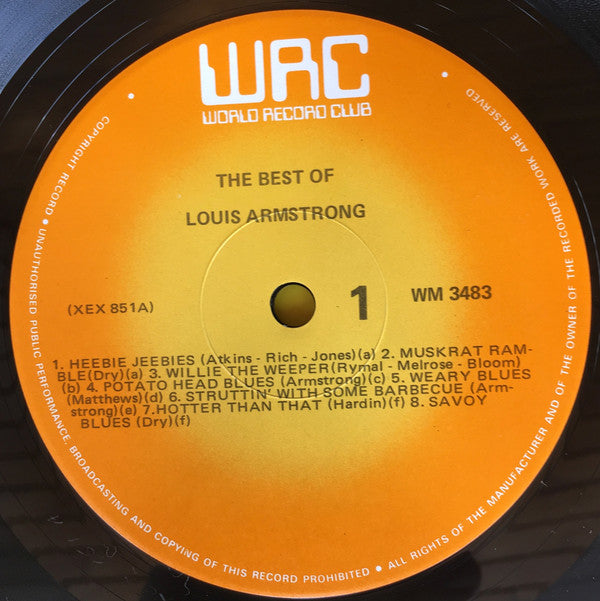 WRC
WORLD RECORD CLUB
THE BEST OF
LOUIS ARMSTRONG
(XEX 851A)
1
WM 3483
1. HEEBIE JEEBIES (Atkins - Rich - Jones)(a) 2. MUSKRAT RAM-
BLE(Dry)(a) 3. WILLIE THE WEEPER(Rymal - Melrose - Bloom)
(b) 4. POTATO HEAD BLUES (Armstrong)(c) 5. WEARY BLUES
(Matthews)(d) 6. STRUTTIN' WITH SOME BARBECUE (Arm-
strong)(e) 7.HOTTER THAN THAT (Hardin)(f) 8. SAVOY
BLUES (Dry)(f)
COPYRIGHT RECORD • UNAUTHORISED PUBLIC PERFORMANCE, BROADCASTING AND COPYING OF THIS RECORD PROHIBITED • ALL RIGHTS OF THE MANUFACTURER AND OF THE OWNER OF THE RECORDED WORK ARE RESERVED